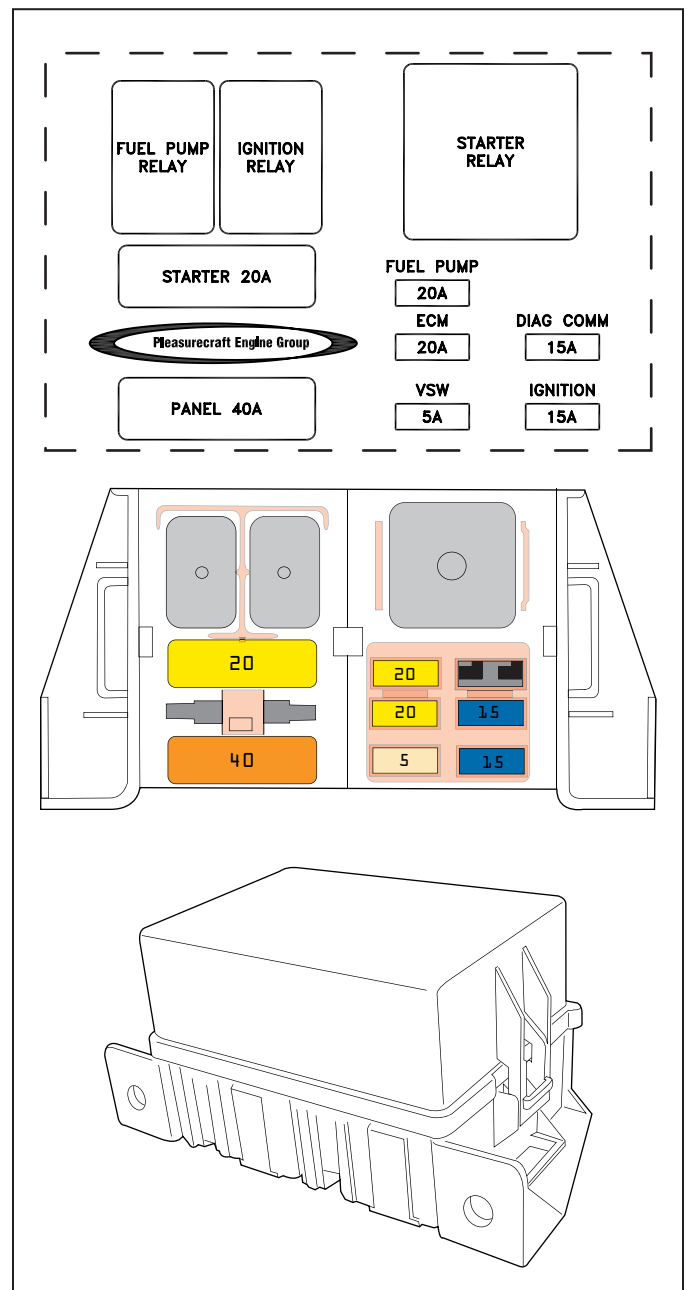 FUEL PUMP
RELAY
IGNITION
RELAY
STARTER
RELAY
STARTER 20A
FUEL PUMP
20A
ECM
20A
DIAG COMM
15A
Pleasurecraft Engine Group
PANEL 40A
VSW
5A
IGNITION
15A
20
20
20
15
40
5
15